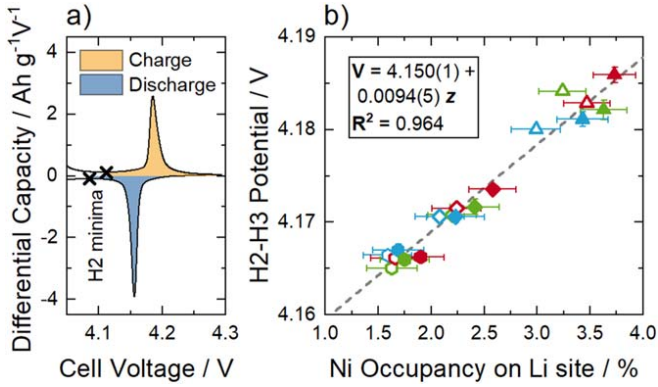 a)
Differential Capacity / Ah g⁻¹V⁻¹
4
2
0
-2
-4
Charge
Discharge
H2 minima
4.1 4.2 4.3
Cell Voltage / V
b)
H2-H3 Potential / V
4.19
4.18
4.17
4.16
V = 4.150(1) +
0.0094(5) z
R² = 0.964
1.0 1.5 2.0 2.5 3.0 3.5 4.0
Ni Occupancy on Li site / %